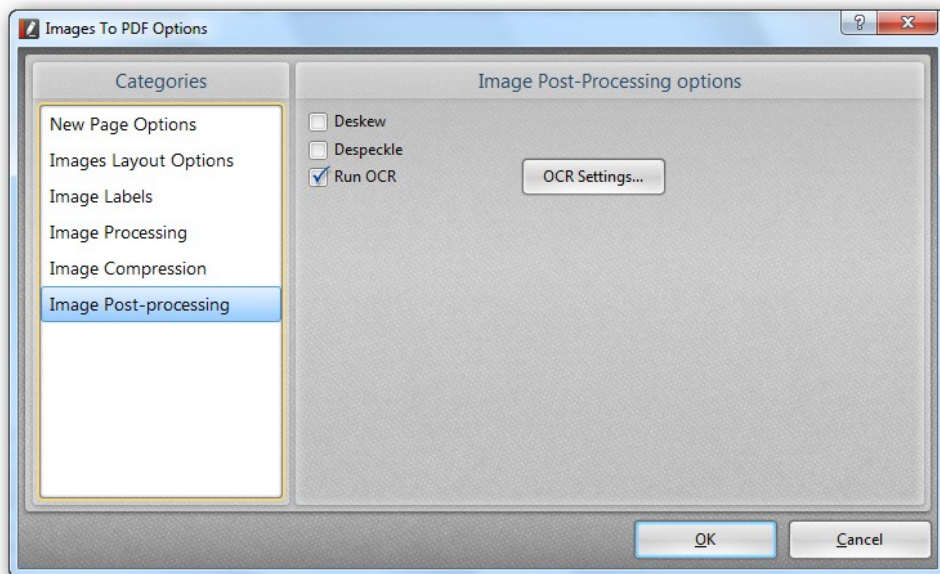 Images To PDF Options
?
X
Categories
New Page Options
Images Layout Options
Image Labels
Image Processing
Image Compression
Image Post-processing
Image Post-Processing options
Deskew
Despeckle
Run OCR
OCR Settings...
OK
Cancel